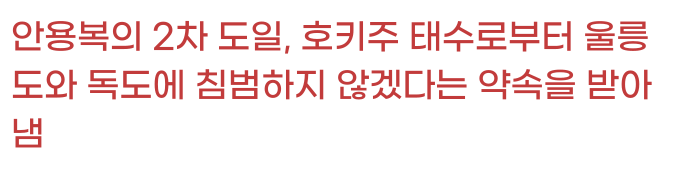 안용복의 2차 도일, 호키주 태수로부터 울릉
도와 독도에 침범하지 않겠다는 약속을 받아
냄